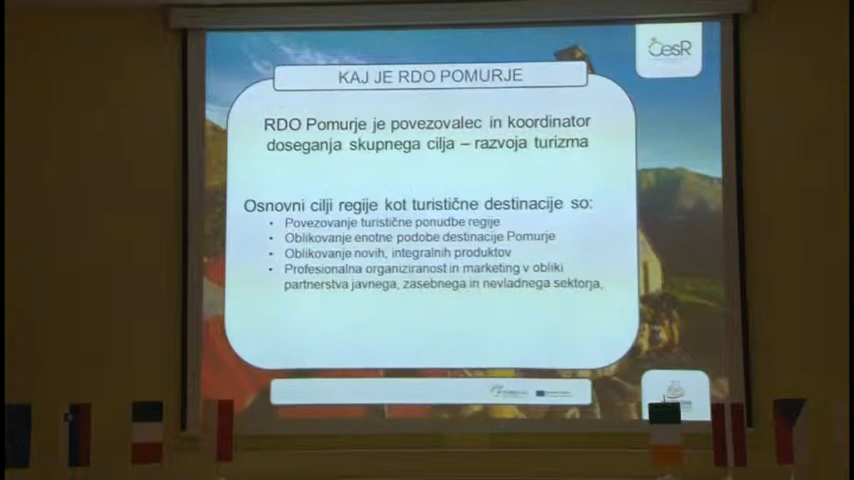 CesR
KAJ JE RDO POMURJE
RDO Pomurje je povezovalec in koordinator
doseganja skupnega cilja – razvoja turizma
Osnovni cilji regije kot turistične destinacije so:
• Povezovanje turistične ponudbe regije
• Oblikovanje enotne podobe destinacije Pomurje
• Oblikovanje novih, integralnih produktov
• Profesionalna organiziranost in marketing v obliki
partnerstva javnega, zasebnega in nevladnega sektorja,